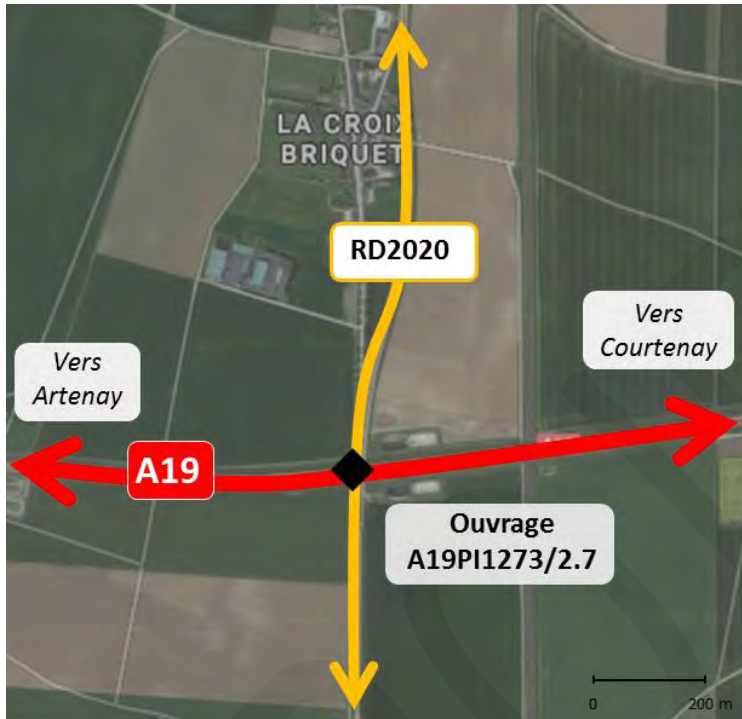 LA CROIX
BRIQUET
RD2020
Vers
Courtenay
Vers
Artenay
A19
Ouvrage
A19PI1273/2.7
0
200 m